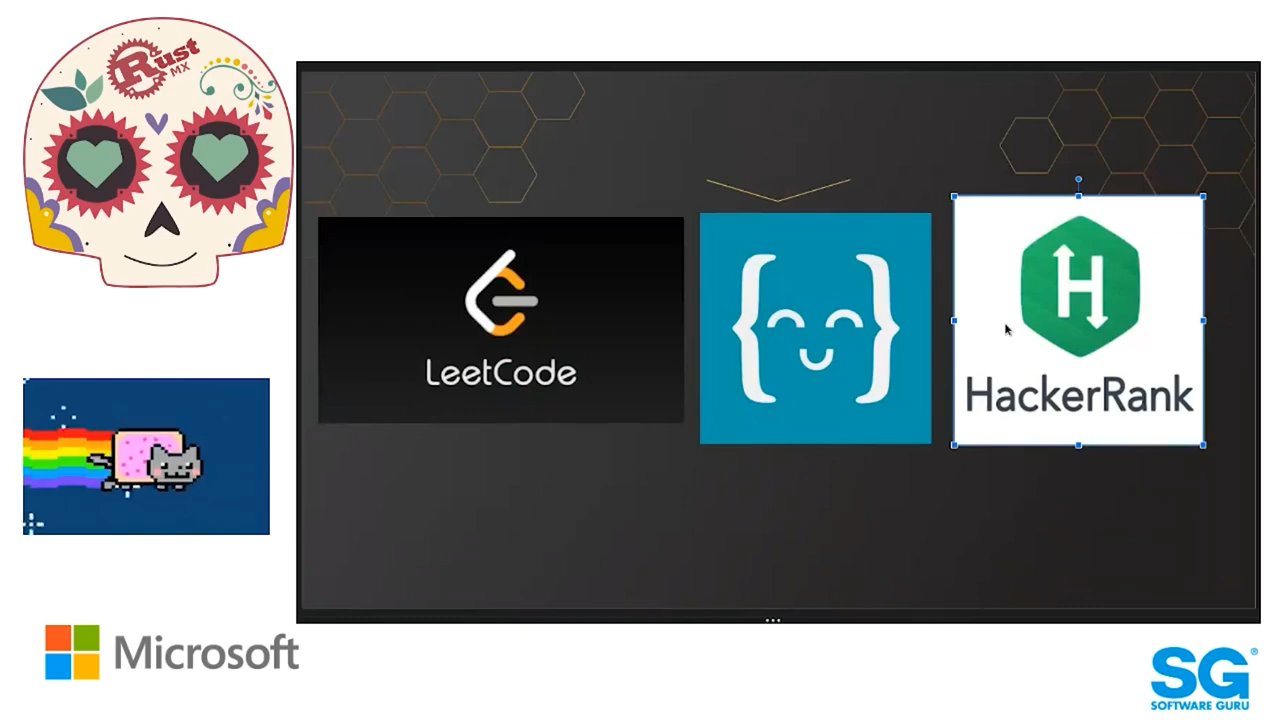 Rust
MX
LeetCode
HackerRank
Microsoft
SG®
SOFTWARE GURU